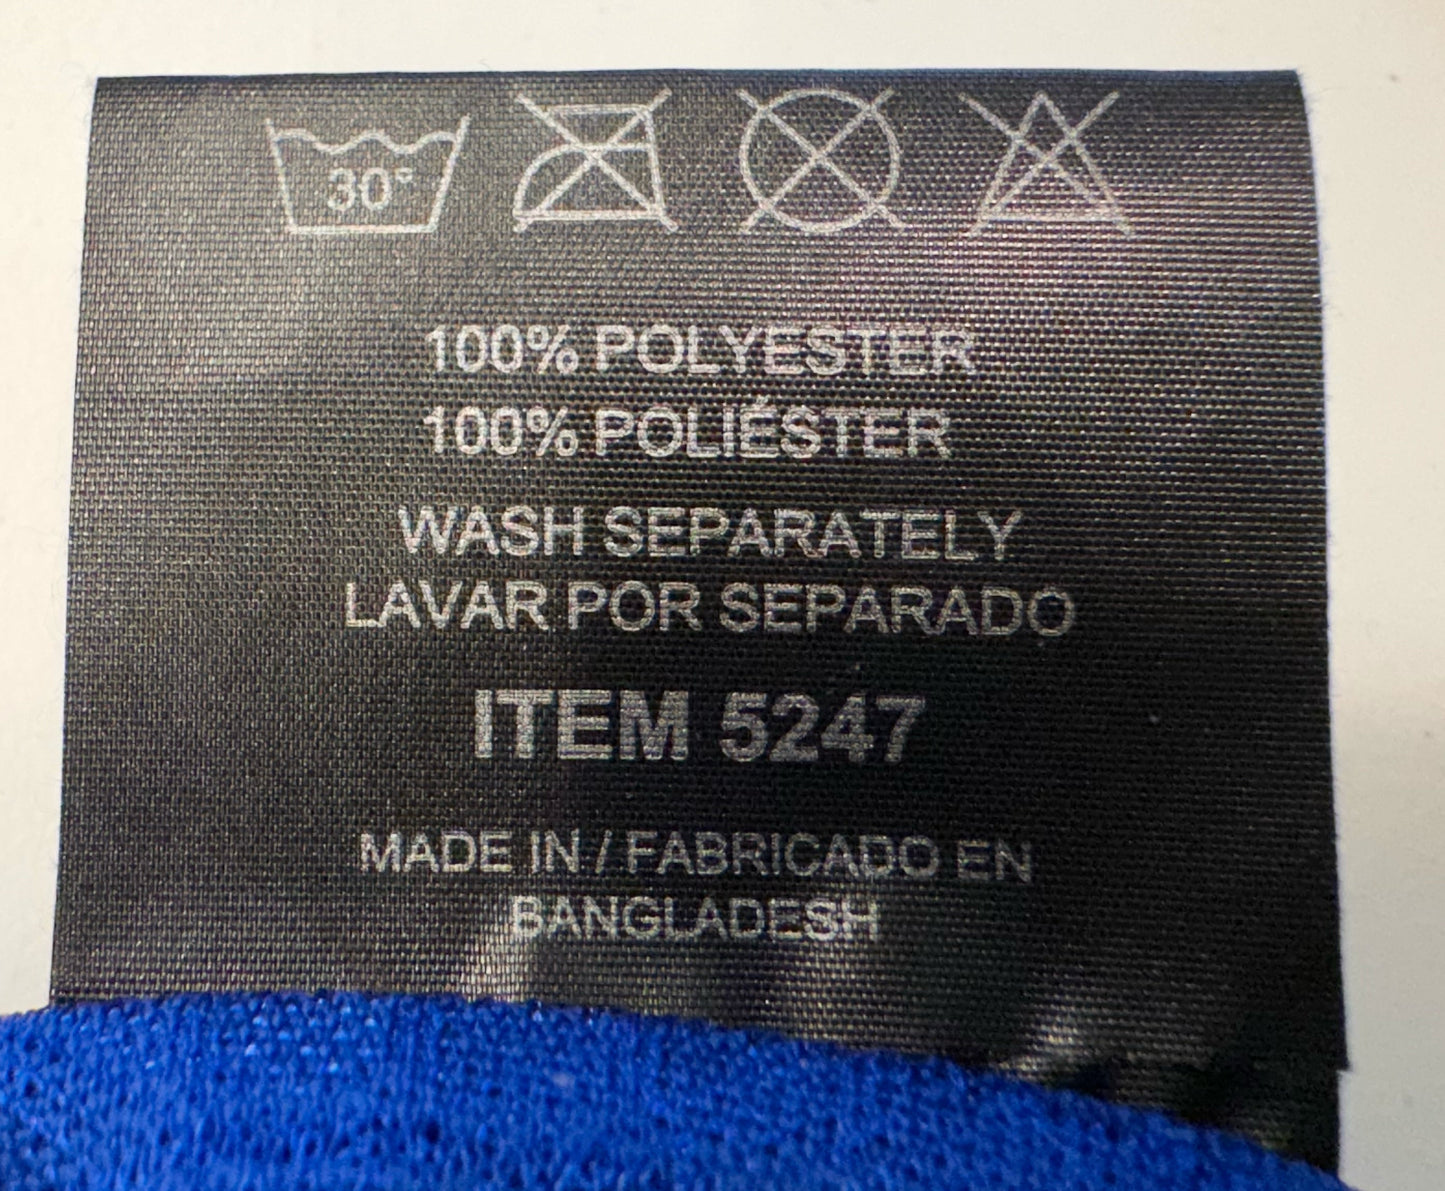 30°
100% POLYESTER
100% POLIÉSTER
WASH SEPARATELY
LAVAR POR SEPARADO
ITEM 5247
MADE IN / FABRICADO EN
BANGLADESH